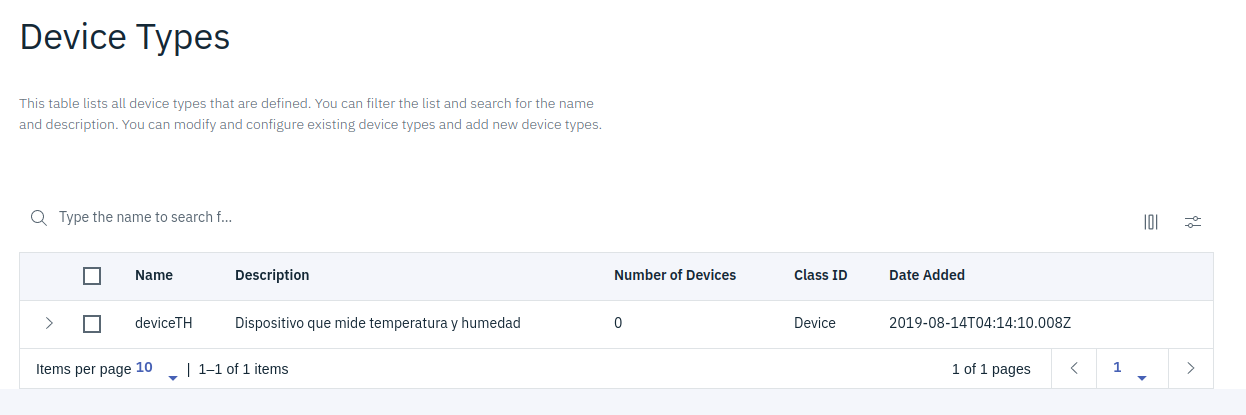 Device Types
This table lists all device types that are defined. You can filter the list and search for the name
and description. You can modify and configure existing device types and add new device types.
Type the name to search f...
Name Description Number of Devices Class ID Date Added
deviceTH Dispositivo que mide temperatura y humedad 0 Device 2019-08-14T04:14:10.008Z
Items per page 10 | 1–1 of 1 items 1 of 1 pages 1